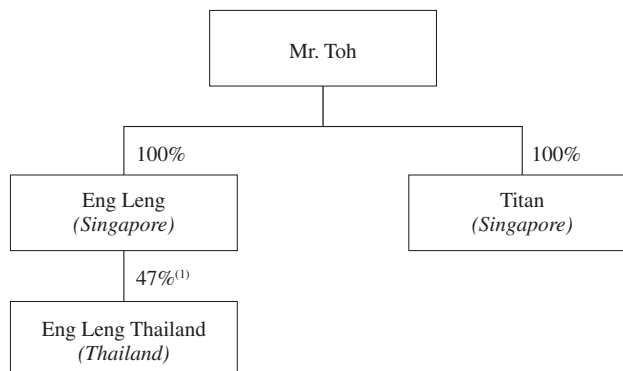 Mr. Toh
100% 100%
Eng Leng Titan
(Singapore) (Singapore)
47%(1)
Eng Leng Thailand
(Thailand)